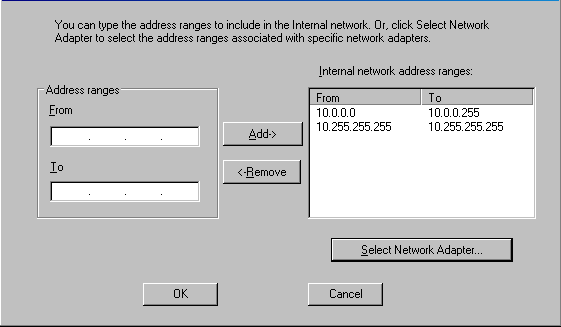 You can type the address ranges to include in the Internal network. Or, click Select Network
Adapter to select the address ranges associated with specific network adapters.
Internal network address ranges:
Address ranges
From
To
Add->
<-Remove
From To
10.0.0.0 10.0.0.255
10.255.255.255 10.255.255.255
Select Network Adapter...
OK Cancel